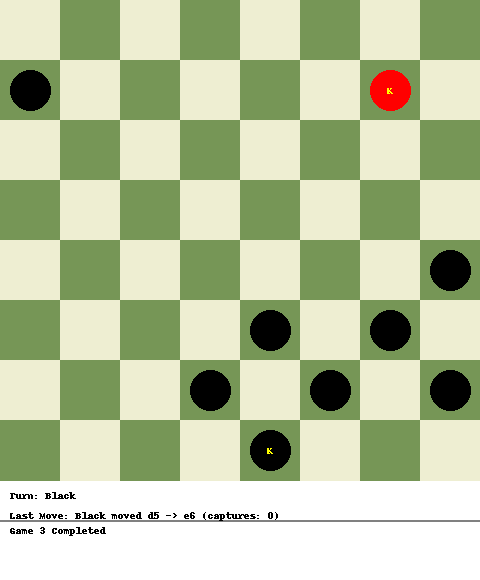 K
K
Turn: Black
Last Move: Black moved d5 -> e6 (captures: 0)
Game 3 Completed